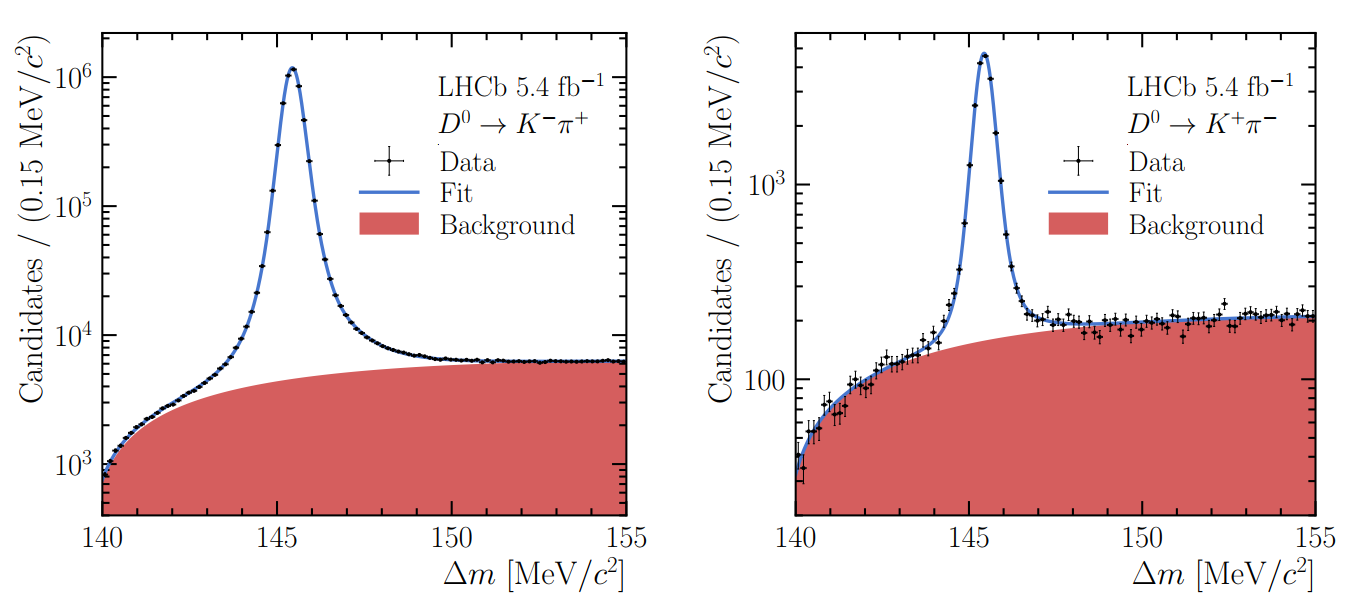 Candidates / (0.15 MeV/c²)
10⁶
10⁵
10⁴
10³
LHCb 5.4 fb⁻¹
D⁰ → K⁻π⁺
Data
Fit
Background
140 145 150 155
Δm [MeV/c²]
Candidates / (0.15 MeV/c²)
10³
100
LHCb 5.4 fb⁻¹
D⁰ → K⁺π⁻
Data
Fit
Background
140 145 150 155
Δm [MeV/c²]